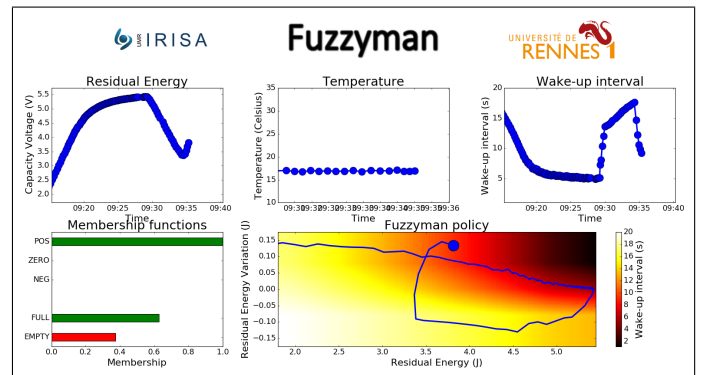 UMR IRISA
Fuzzyman
UNIVERSITÉ DE
RENNES 1
Residual Energy
Temperature
Wake-up interval
Capacity Voltage (V)
5.5
5.0
4.5
4.0
3.5
3.0
2.5
2.0
09:20 09:25 09:30 09:35 09:40
Time
Temperature (Celsius)
35
30
25
20
15
10
Time
Wake-up interval (s)
20
15
10
5
09:20 09:25 09:30 09:35 09:40
Time
Membership functions
POS
ZERO
NEG
FULL
EMPTY
0.0 0.2 0.4 0.6 0.8 1.0
Membership
Fuzzyman policy
Residual Energy Variation (J)
0.15
0.10
0.05
0.00
−0.05
−0.10
−0.15
2.0 2.5 3.0 3.5 4.0 4.5 5.0
Residual Energy (J)
20
18
16
14
12
10
8
6
4
2
Wake-up interval (s)